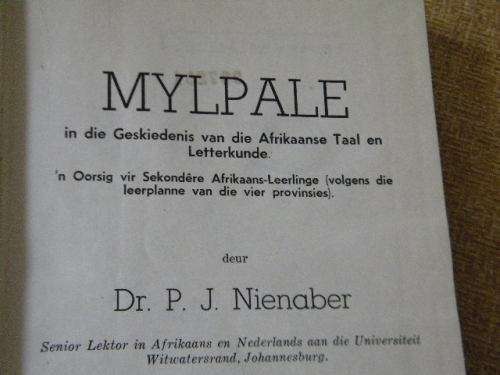 MYLPALE
in die Geskiedenis van die Afrikaanse Taal en
Letterkunde.
'n Oorsig vir Sekondêre Afrikaans-Leerlinge (volgens die
leerplanne van die vier provinsies).
deur
Dr. P. J. Nienaber
Senior Lektor in Afrikaans en Nederlands aan die Universiteit
Witwatersrand, Johannesburg.